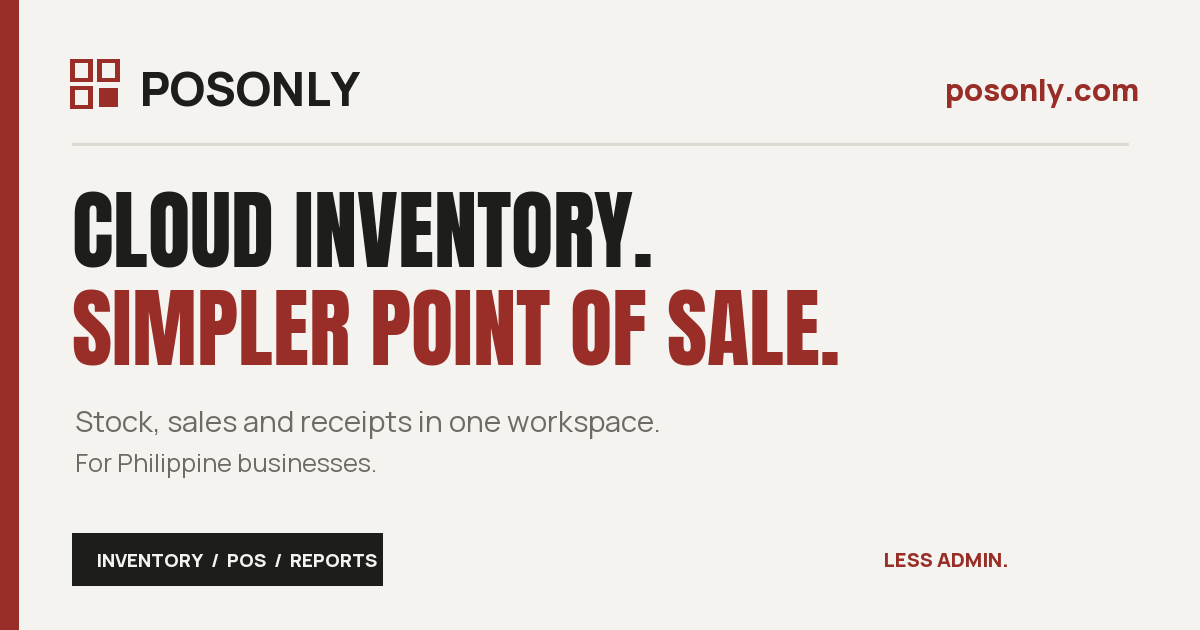 POSONLY
posonly.com
CLOUD INVENTORY.
SIMPLER POINT OF SALE.
Stock, sales and receipts in one workspace.
For Philippine businesses.
INVENTORY / POS / REPORTS
LESS ADMIN.